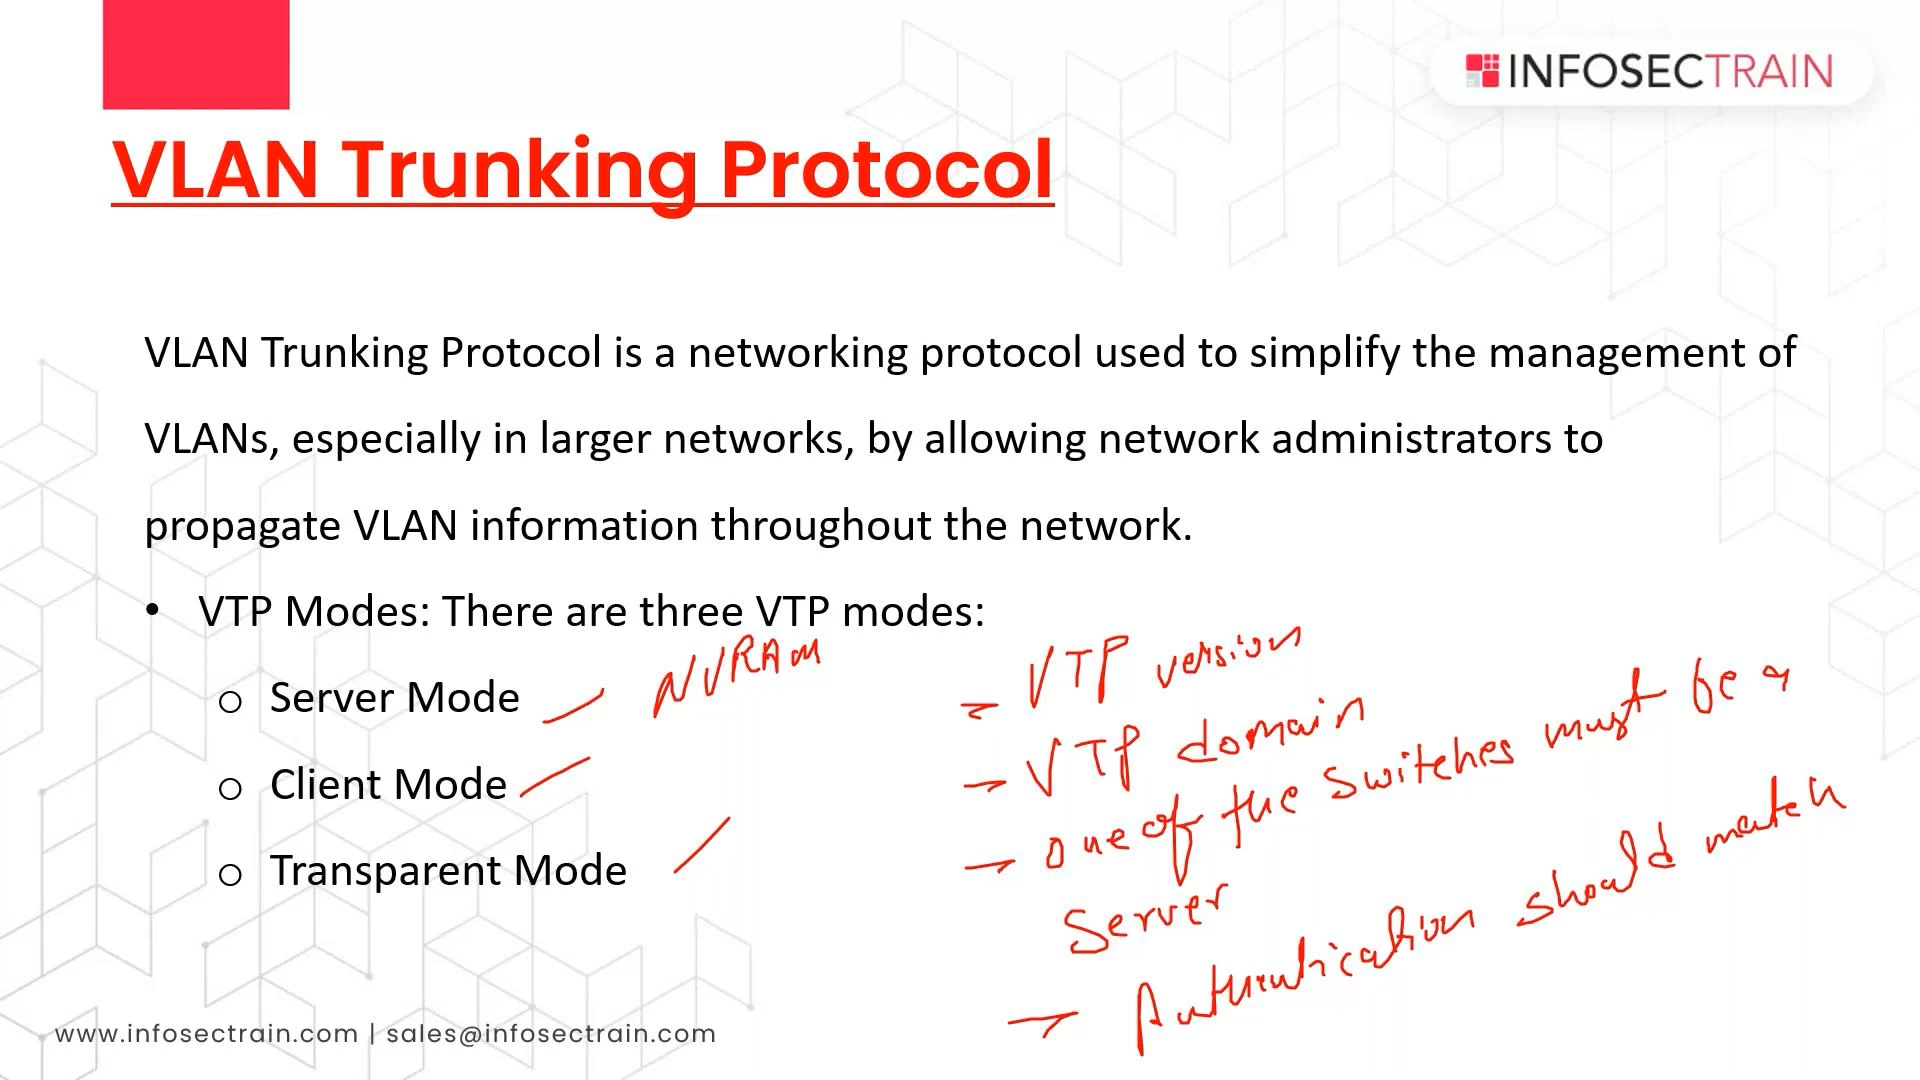 INFOSECTRAIN
VLAN Trunking Protocol
VLAN Trunking Protocol is a networking protocol used to simplify the management of
VLANs, especially in larger networks, by allowing network administrators to
propagate VLAN information throughout the network.
• VTP Modes: There are three VTP modes:
o Server Mode
NVRAM
o Client Mode
o Transparent Mode
VTP version
VTP domain
One of the switches must be a
Server
Authentication should match
www.infosectrain.com | sales@infosectrain.com